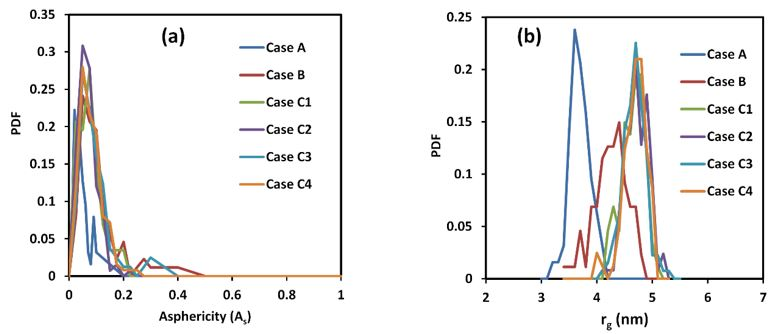 (a)
PDF
0.35
0.3
0.25
0.2
0.15
0.1
0.05
0
0 0.2 0.4 0.6 0.8 1
Asphericity (As)
Case A
Case B
Case C1
Case C2
Case C3
Case C4
(b)
PDF
0.25
0.2
0.15
0.1
0.05
0
2 3 4 5 6 7
rg (nm)
Case A
Case B
Case C1
Case C2
Case C3
Case C4